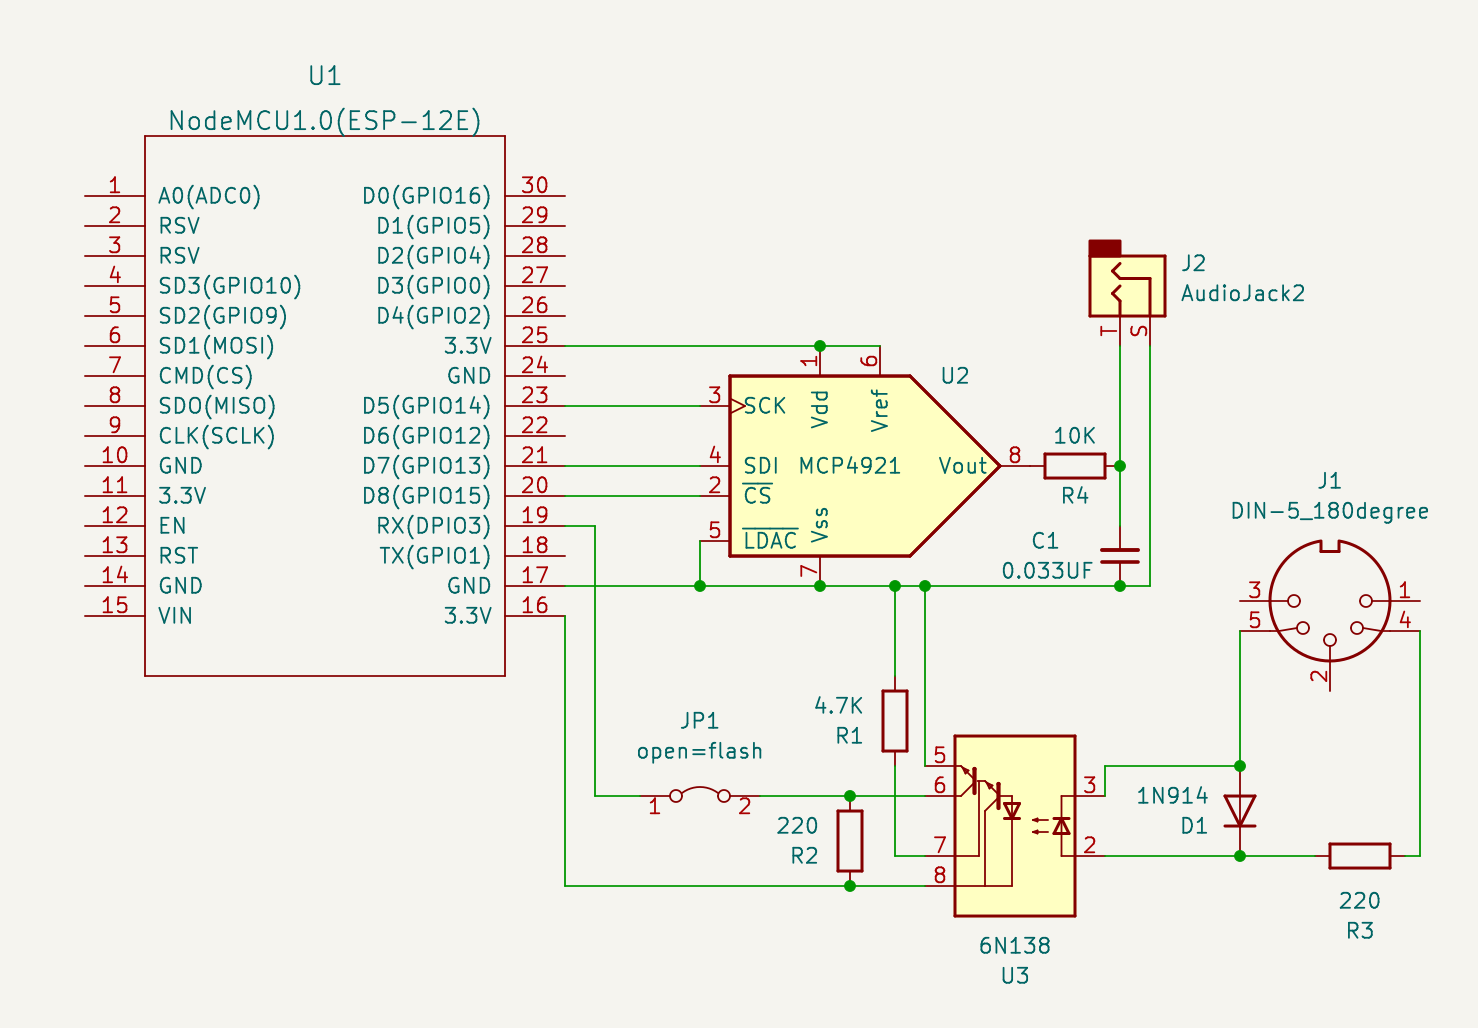 U1
NodeMCU1.0(ESP-12E)
1 A0(ADC0) D0(GPIO16) 30
2 RSV D1(GPIO5) 29
3 RSV D2(GPIO4) 28
4 SD3(GPIO10) D3(GPIO0) 27
5 SD2(GPIO9) D4(GPIO2) 26
6 SD1(MOSI) 3.3V 25
7 CMD(CS) GND 24
8 SDO(MISO) D5(GPIO14) 23
9 CLK(SCLK) D6(GPIO12) 22
10 GND D7(GPIO13) 21
11 3.3V D8(GPIO15) 20
12 EN RX(DPIO3) 19
13 RST TX(GPIO1) 18
14 GND GND 17
15 VIN 3.3V 16
J2
AudioJack2
T S
1 6
U2
Vdd Vref
3 SCK
4 SDI MCP4921 Vout 8
2 CS
5 LDAC
Vss
7
10K
R4
C1
0.033UF
J1
DIN-5_180degree
3 1
5 4
2
4.7K
R1
JP1
open=flash
1 2
220
R2
5
6
7
8
3
2
6N138
U3
1N914
D1
220
R3